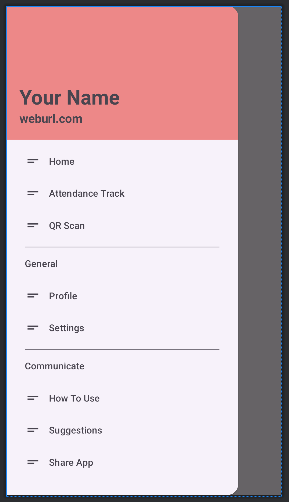 Your Name
weburl.com
Home
Attendance Track
QR Scan
General
Profile
Settings
Communicate
How To Use
Suggestions
Share App